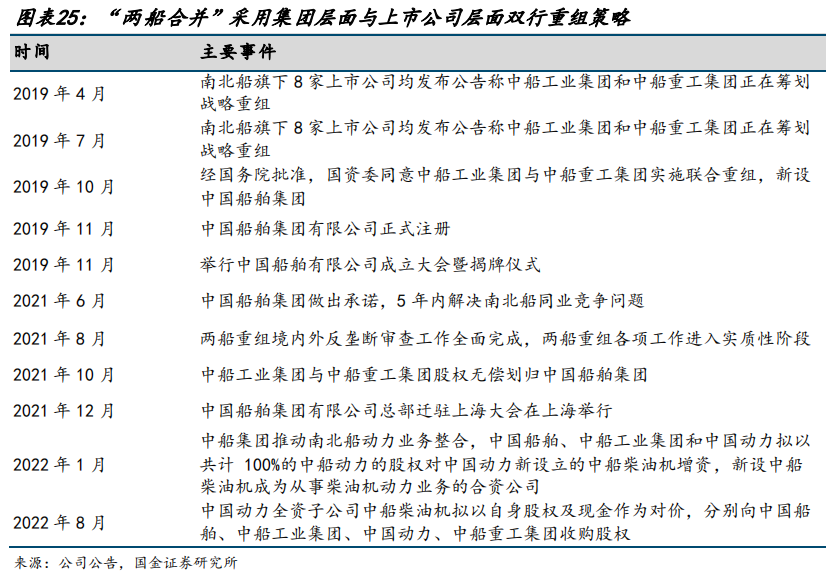 图表25：“两船合并”采用集团层面与上市公司层面双行重组策略
时间 主要事件
2019 年 4 月 南北船旗下 8 家上市公司均发布公告称中船工业集团和中船重工集团正在筹划
战略重组
2019 年 7 月 南北船旗下 8 家上市公司均发布公告称中船工业集团和中船重工集团正在筹划
战略重组
2019 年 10 月 经国务院批准，国资委同意中船工业集团与中船重工集团实施联合重组，新设
中国船舶集团
2019 年 11 月 中国船舶集团有限公司正式注册
2019 年 11 月 举行中国船舶有限公司成立大会暨揭牌仪式
2021 年 6 月 中国船舶集团做出承诺，5 年内解决南北船同业竞争问题
2021 年 8 月 两船重组境内外反垄断审查工作全面完成，两船重组各项工作进入实质性阶段
2021 年 10 月 中船工业集团与中船重工集团股权无偿划归中国船舶集团
2021 年 12 月 中国船舶集团有限公司总部迁驻上海大会在上海举行
2022 年 1 月 中船集团推动南北船动力业务整合，中国船舶、中船工业集团和中国动力拟以
共计 100%的中船动力的股权对中国动力新设立的中船柴油机增资，新设中船
柴油机成为从事柴油机动力业务的合资公司
2022 年 8 月 中国动力全资子公司中船柴油机拟以自身股权及现金作为对价，分别向中国船
舶、中船工业集团、中国动力、中船重工集团收购股权
来源：公司公告，国金证券研究所